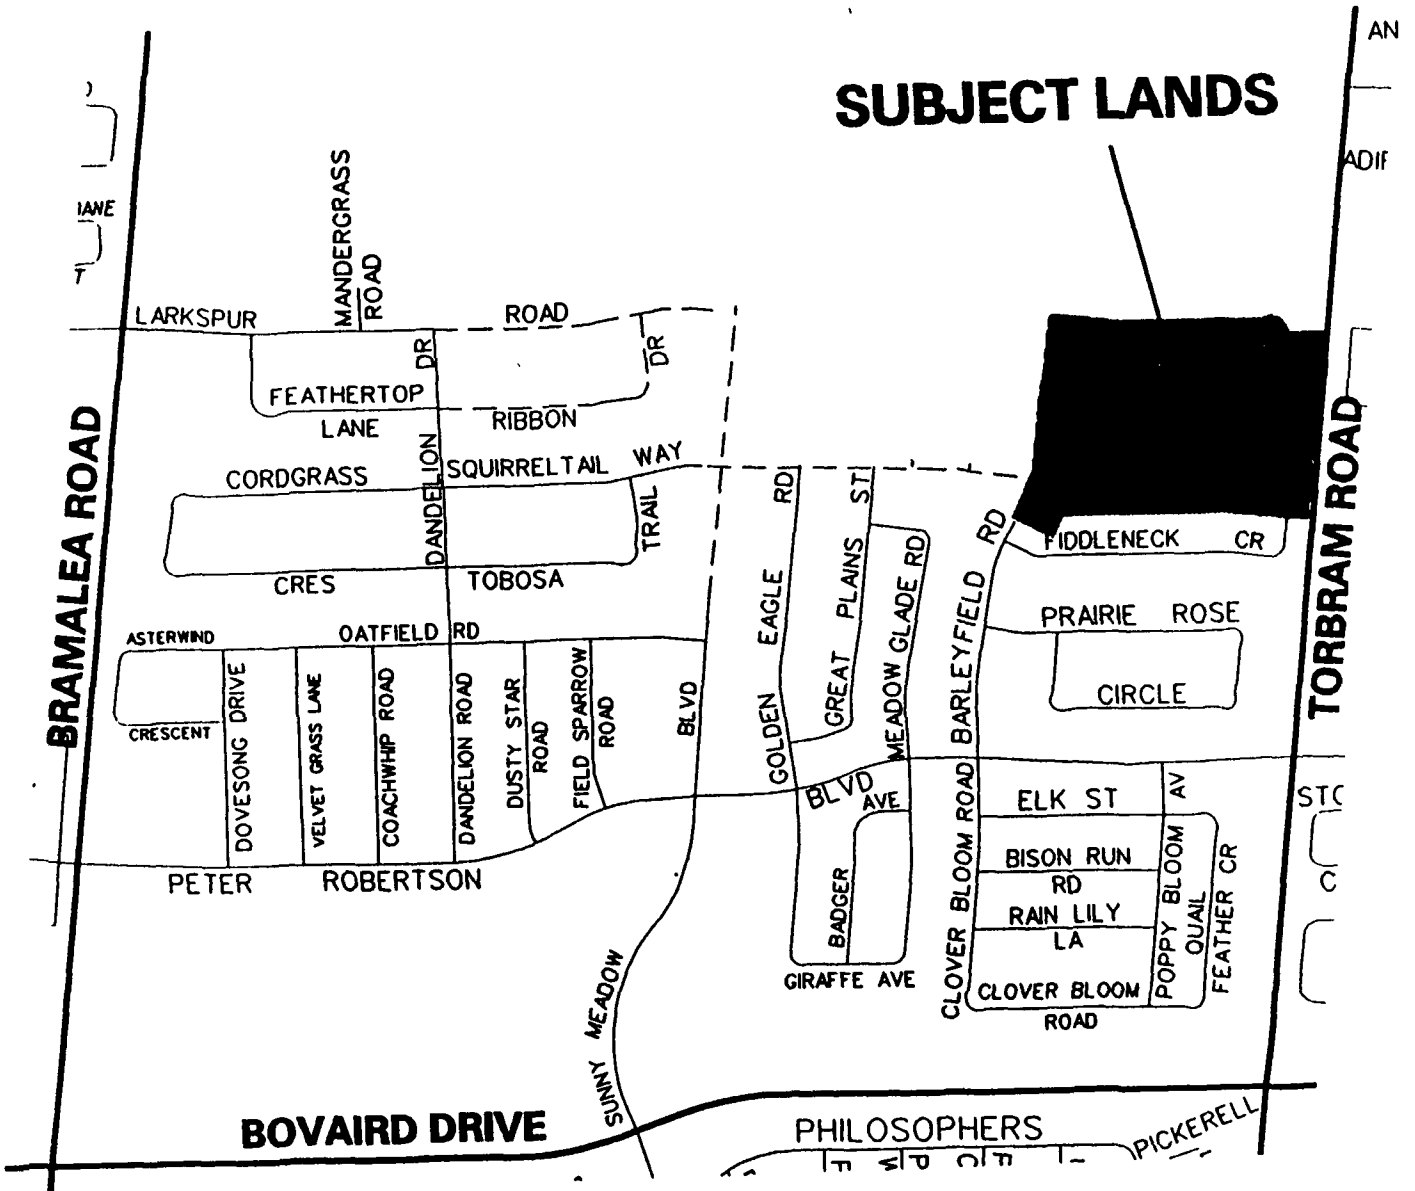 AN
SUBJECT LANDS
ADIF
IANE
T
MANDERGRASS
ROAD
LARKSPUR
ROAD
DR
DR
FEATHERTOP
LANE
RIBBON
CORDGRASS
SQUIRRELTAIL WAY
DANDELION
TRAIL
CRES
TOBOSA
GOLDEN EAGLE RD
GREAT PLAINS ST
MEADOW GLADE RD
BARLEYFIELD RD
FIDDLENECK CR
PRAIRIE ROSE
CIRCLE
BRAMALEA ROAD
TORBRAM ROAD
ASTERWIND
OATFIELD RD
CRESCENT
DOVESONG DRIVE
VELVET GRASS LANE
COACHWHIP ROAD
DANDELION ROAD
DUSTY STAR
ROAD
FIELD SPARROW
ROAD
BLVD
PETER ROBERTSON
BLVD
AVE
BADGER
GIRAFFE AVE
CLOVER BLOOM ROAD
ELK ST
BISON RUN
RD
RAIN LILY
LA
CLOVER BLOOM
ROAD
POPPY BLOOM AV
QUAIL
FEATHER CR
STC
C
SUNNY MEADOW
BOVAIRD DRIVE
PHILOSOPHERS
PICKERELL